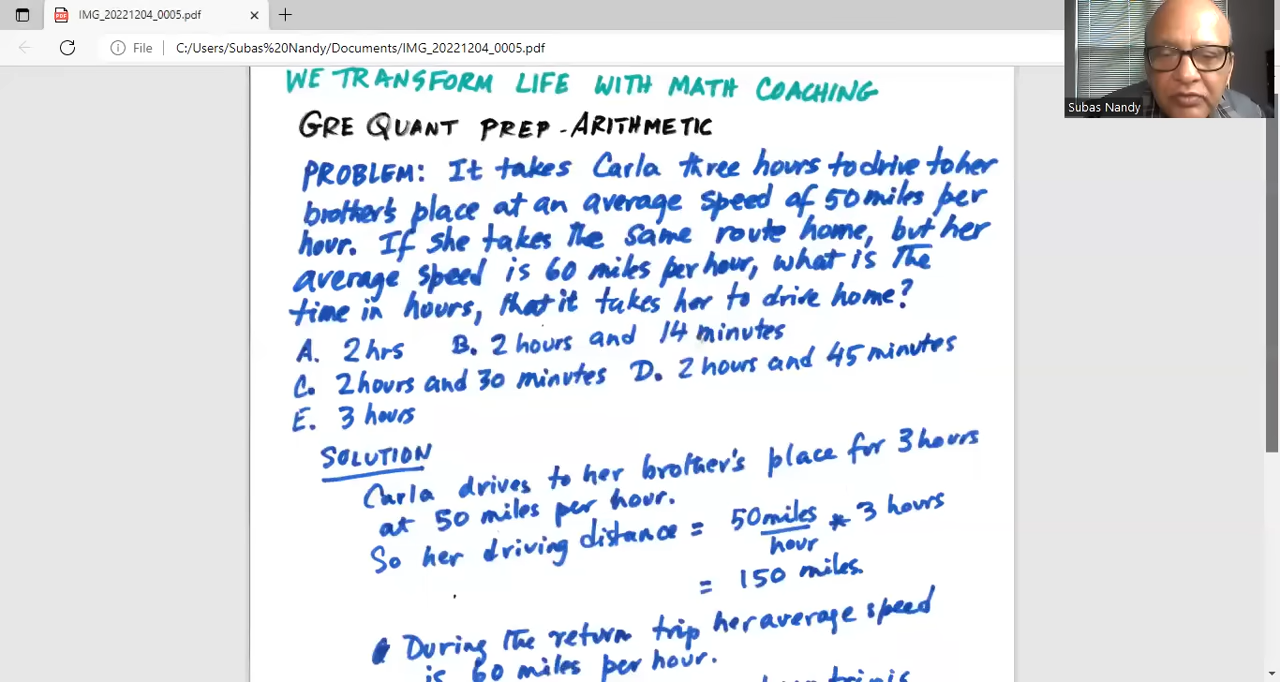 IMG_20221204_0005.pdf
File
C:/Users/Subas%20Nandy/Documents/IMG_20221204_0005.pdf
Subas Nandy
WE TRANSFORM LIFE WITH MATH COACHING
GRE QUANT PREP - ARITHMETIC
PROBLEM: It takes Carla three hours to drive to her
brother's place at an average speed of 50 miles per
hour. If she takes the same route home, but her
average speed is 60 miles per hour, what is the
time in hours, that it takes her to drive home?
A. 2 hrs B. 2 hours and 14 minutes
C. 2 hours and 30 minutes D. 2 hours and 45 minutes
E. 3 hours
SOLUTION
Carla drives to her brother's place for 3 hours
at 50 miles per hour.
So her driving distance = 50 miles/hour * 3 hours
= 150 miles.
During the return trip her average speed
is 60 miles per hour.